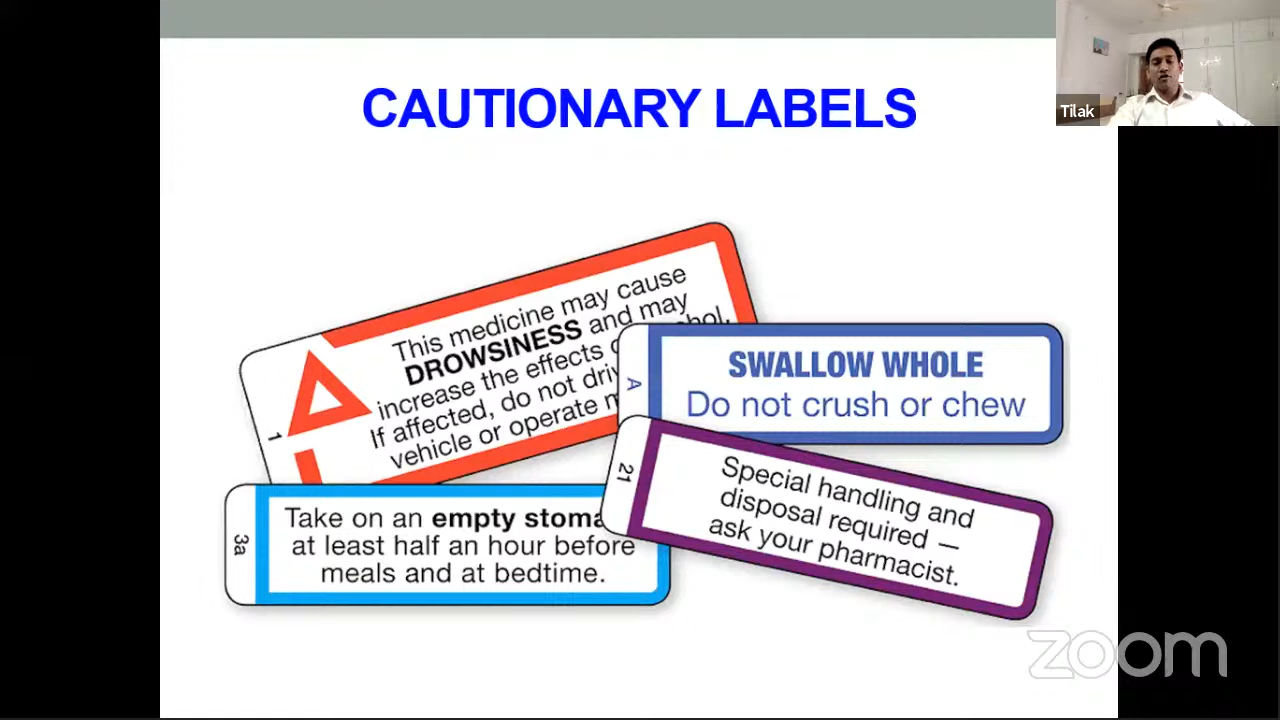 CAUTIONARY LABELS
Tilak
This medicine may cause
DROWSINESS and may
increase the effects
If affected, do not
vehicle or operate
1
A
SWALLOW WHOLE
Do not crush or chew
3a
Take on an empty
at least half an hour before
meals and at bedtime.
21
Special handling and
disposal required —
ask your pharmacist.
zoom